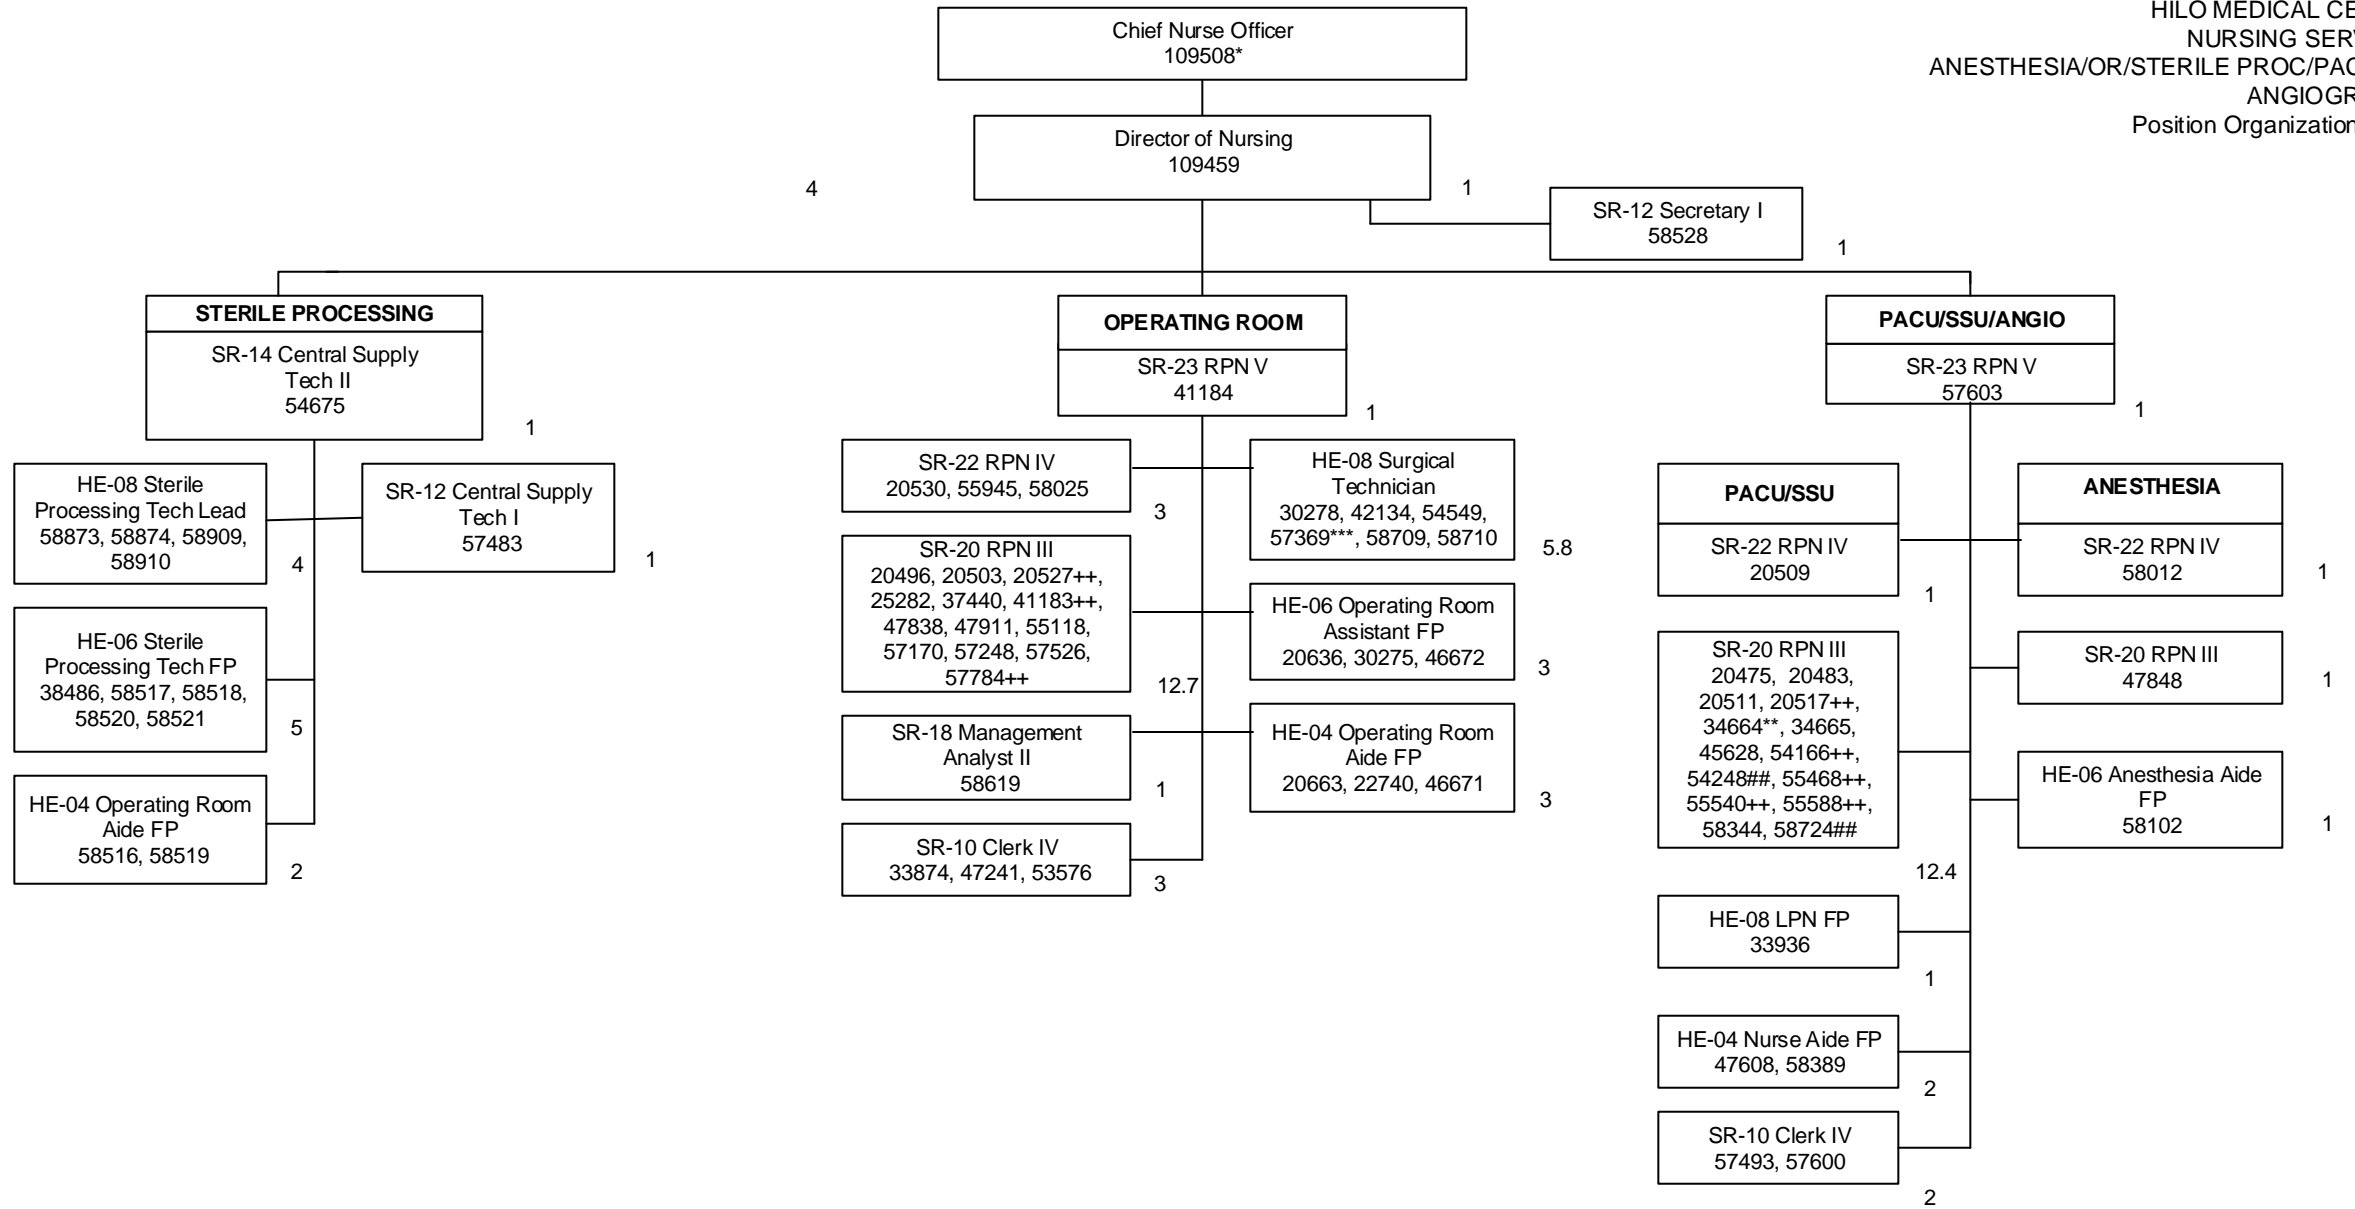 HILO MEDICAL
NURSING
ANESTHESIA/OR/STERILE
Position
Chief Nurse Officer
109508*
Director of Nursing
109459
4
1
SR-12 Secretary I
58528
1
STERILE PROCESSING
SR-14 Central Supply
Tech II
54675
1
HE-08 Sterile
Processing Tech Lead
58873, 58874, 58909,
58910
4
SR-12 Central Supply
Tech I
57483
1
HE-06 Sterile
Processing Tech FP
38486, 58517, 58518,
58520, 58521
5
HE-04 Operating Room
Aide FP
58516, 58519
2
OPERATING ROOM
SR-23 RPN V
41184
1
SR-22 RPN IV
20530, 55945, 58025
3
HE-08 Surgical
Technician
30278, 42134, 54549,
57369***, 58709, 58710
5.8
SR-20 RPN III
20496, 20503, 20527++,
25282, 37440, 41183++,
47838, 47911, 55118,
57170, 57248, 57526,
57784++
12.7
HE-06 Operating Room
Assistant FP
20636, 30275, 46672
3
SR-18 Management
Analyst II
58619
1
HE-04 Operating Room
Aide FP
20663, 22740, 46671
3
SR-10 Clerk IV
33874, 47241, 53576
3
PACU/SSU/ANGIO
SR-23 RPN V
57603
1
PACU/SSU
SR-22 RPN IV
20509
1
ANESTHESIA
SR-22 RPN IV
58012
1
SR-20 RPN III
20475, 20483,
20511, 20517++,
34664**, 34665,
45628, 54166++,
54248##, 55468++,
55540++, 55588++,
58344, 58724##
12.4
SR-20 RPN III
47848
1
HE-06 Anesthesia Aide
FP
58102
1
HE-08 LPN FP
33936
1
HE-04 Nurse Aide FP
47608, 58389
2
SR-10 Clerk IV
57493, 57600
2